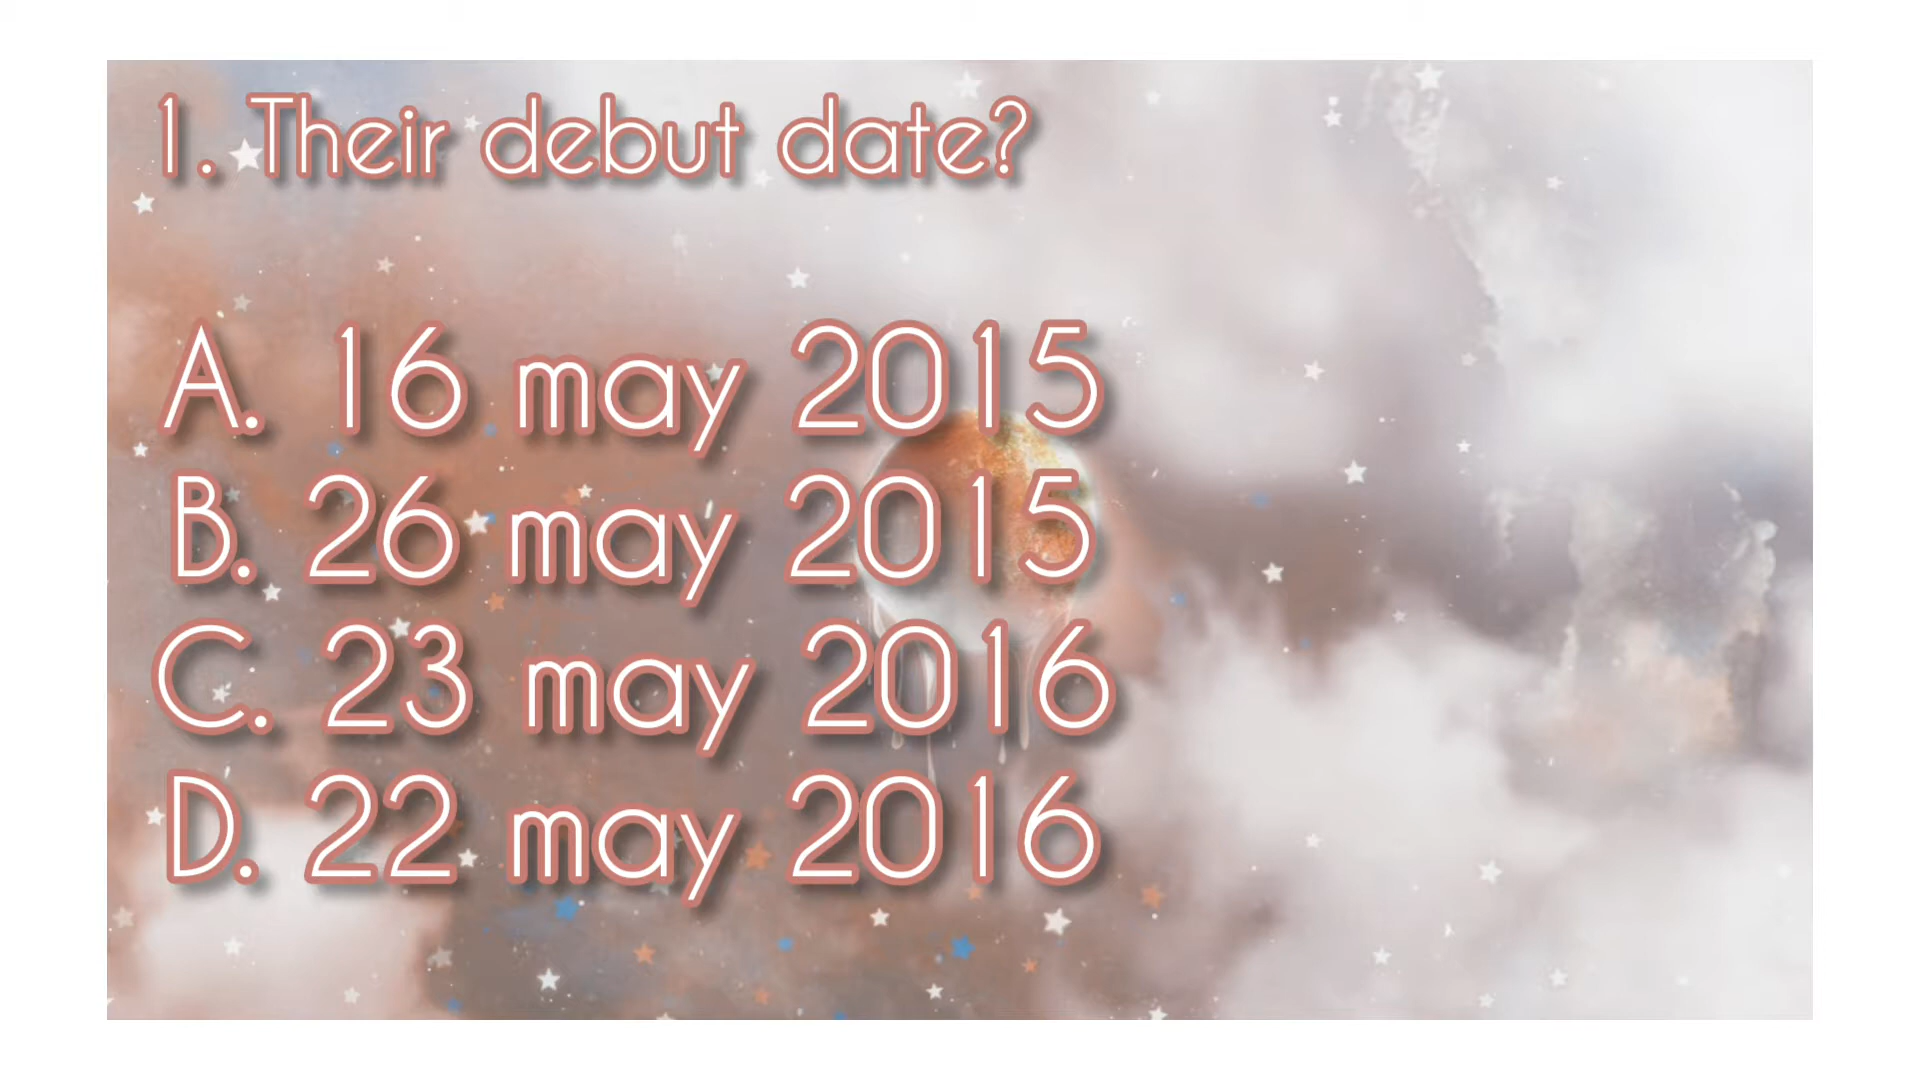 1. Their debut date?
A. 16 may 2015
B. 26 may 2015
C. 23 may 2016
D. 22 may 2016